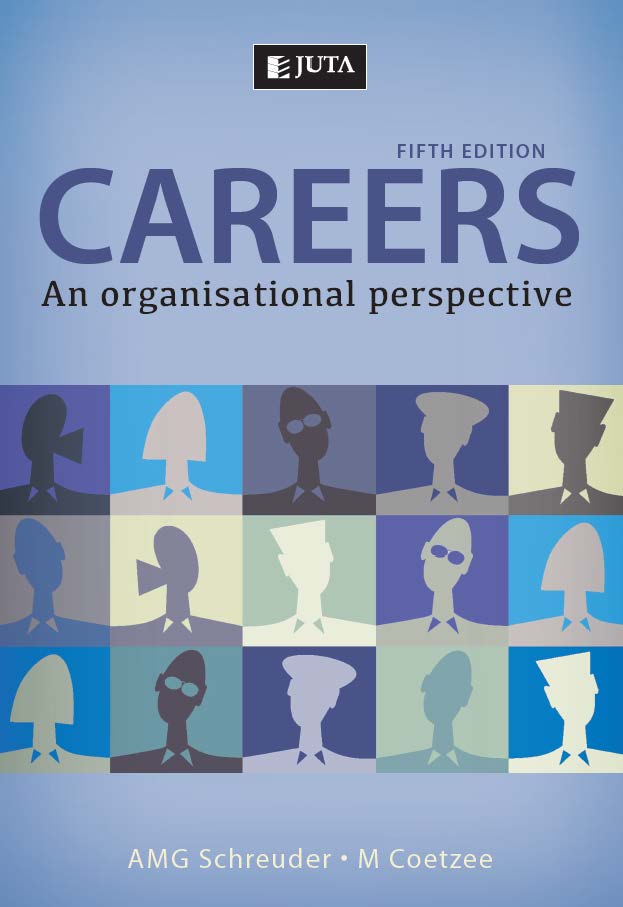 JUTA
FIFTH EDITION
CAREERS
An organisational perspective
AMG Schreuder • M Coetzee